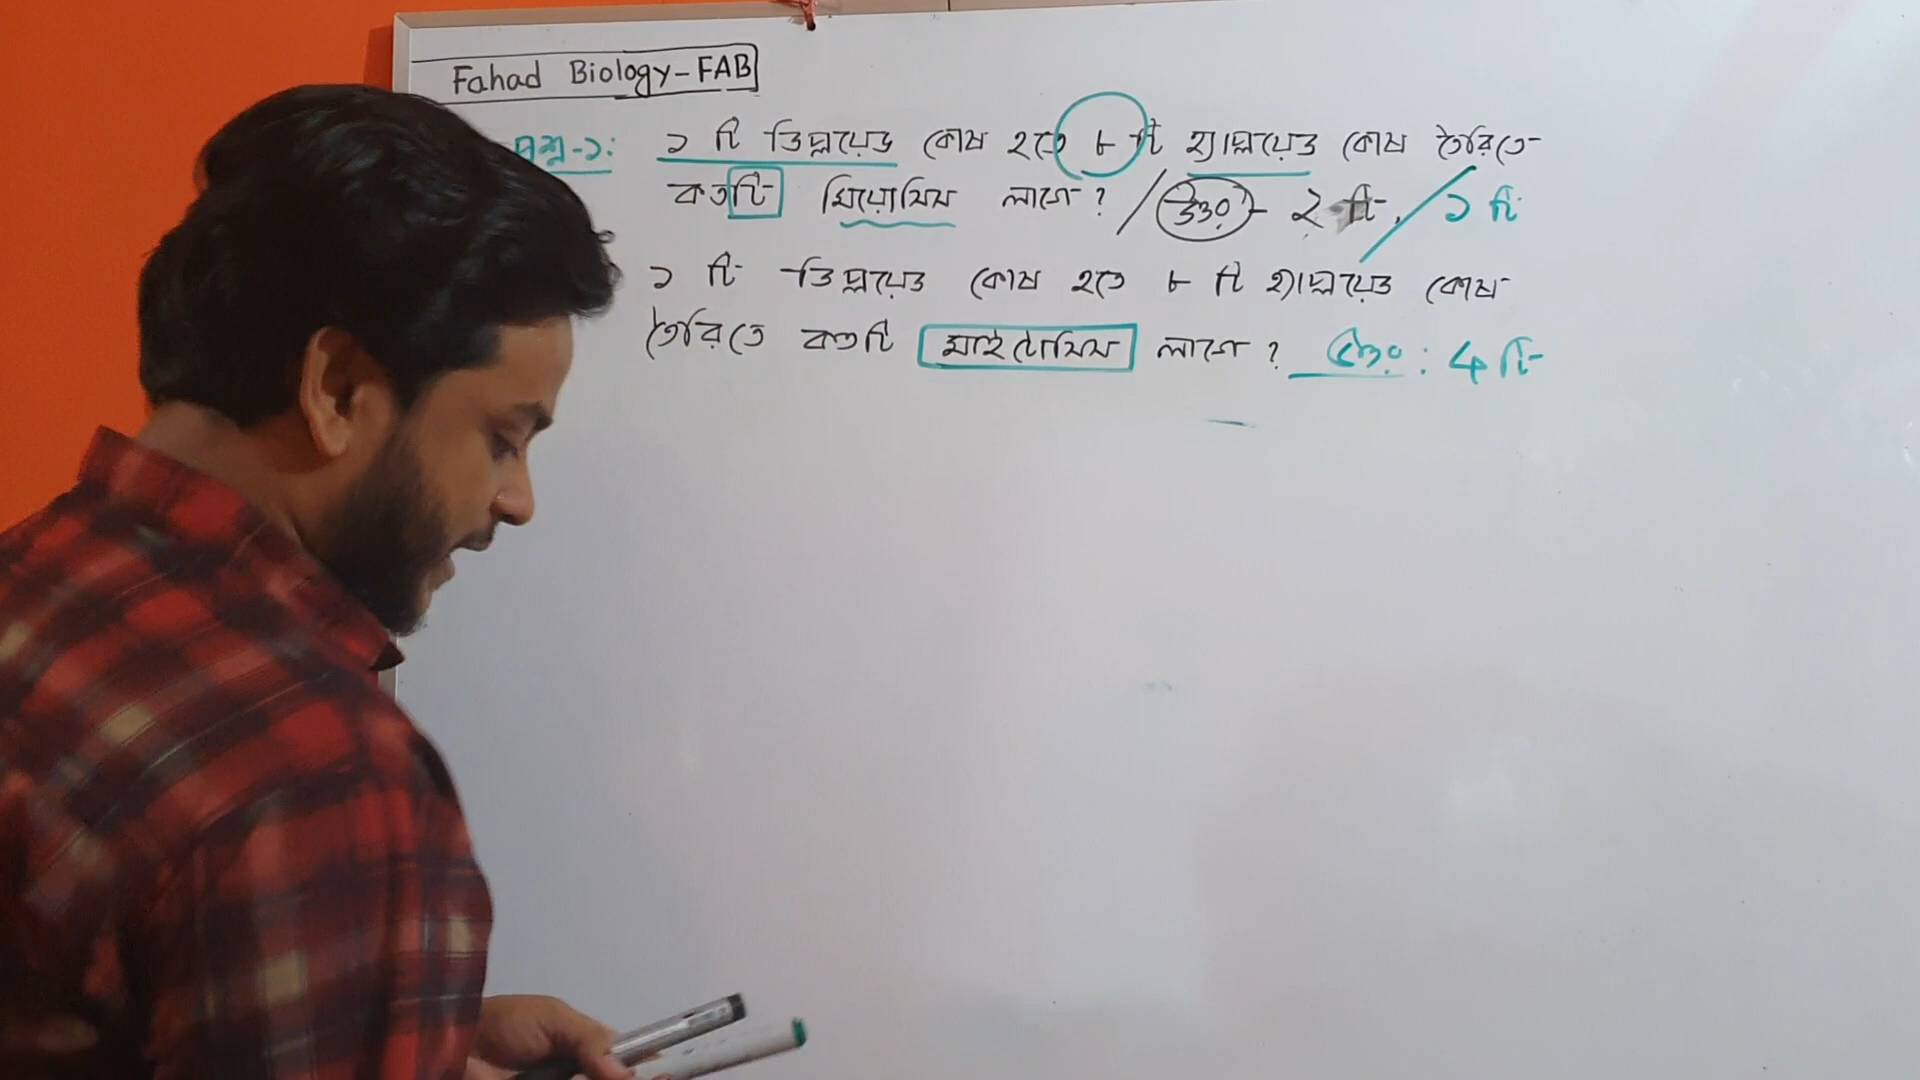 Fahad Biology-FAB
প্রশ্ন-১: ১ টি ডিপ্লয়েড কোষ হতে ৮ টি হ্যাপ্লয়েড কোষ তৈরিতে
কতটি মিয়োসিস লাগে? / উত্তরঃ- ২ টি. / ১ টি
১ টি ডিপ্লয়েড কোষ হতে ৮ টি হ্যাপ্লয়েড কোষ
তৈরিতে কতটি মাইটোসিস লাগে? উত্তরঃ: ৪ টি